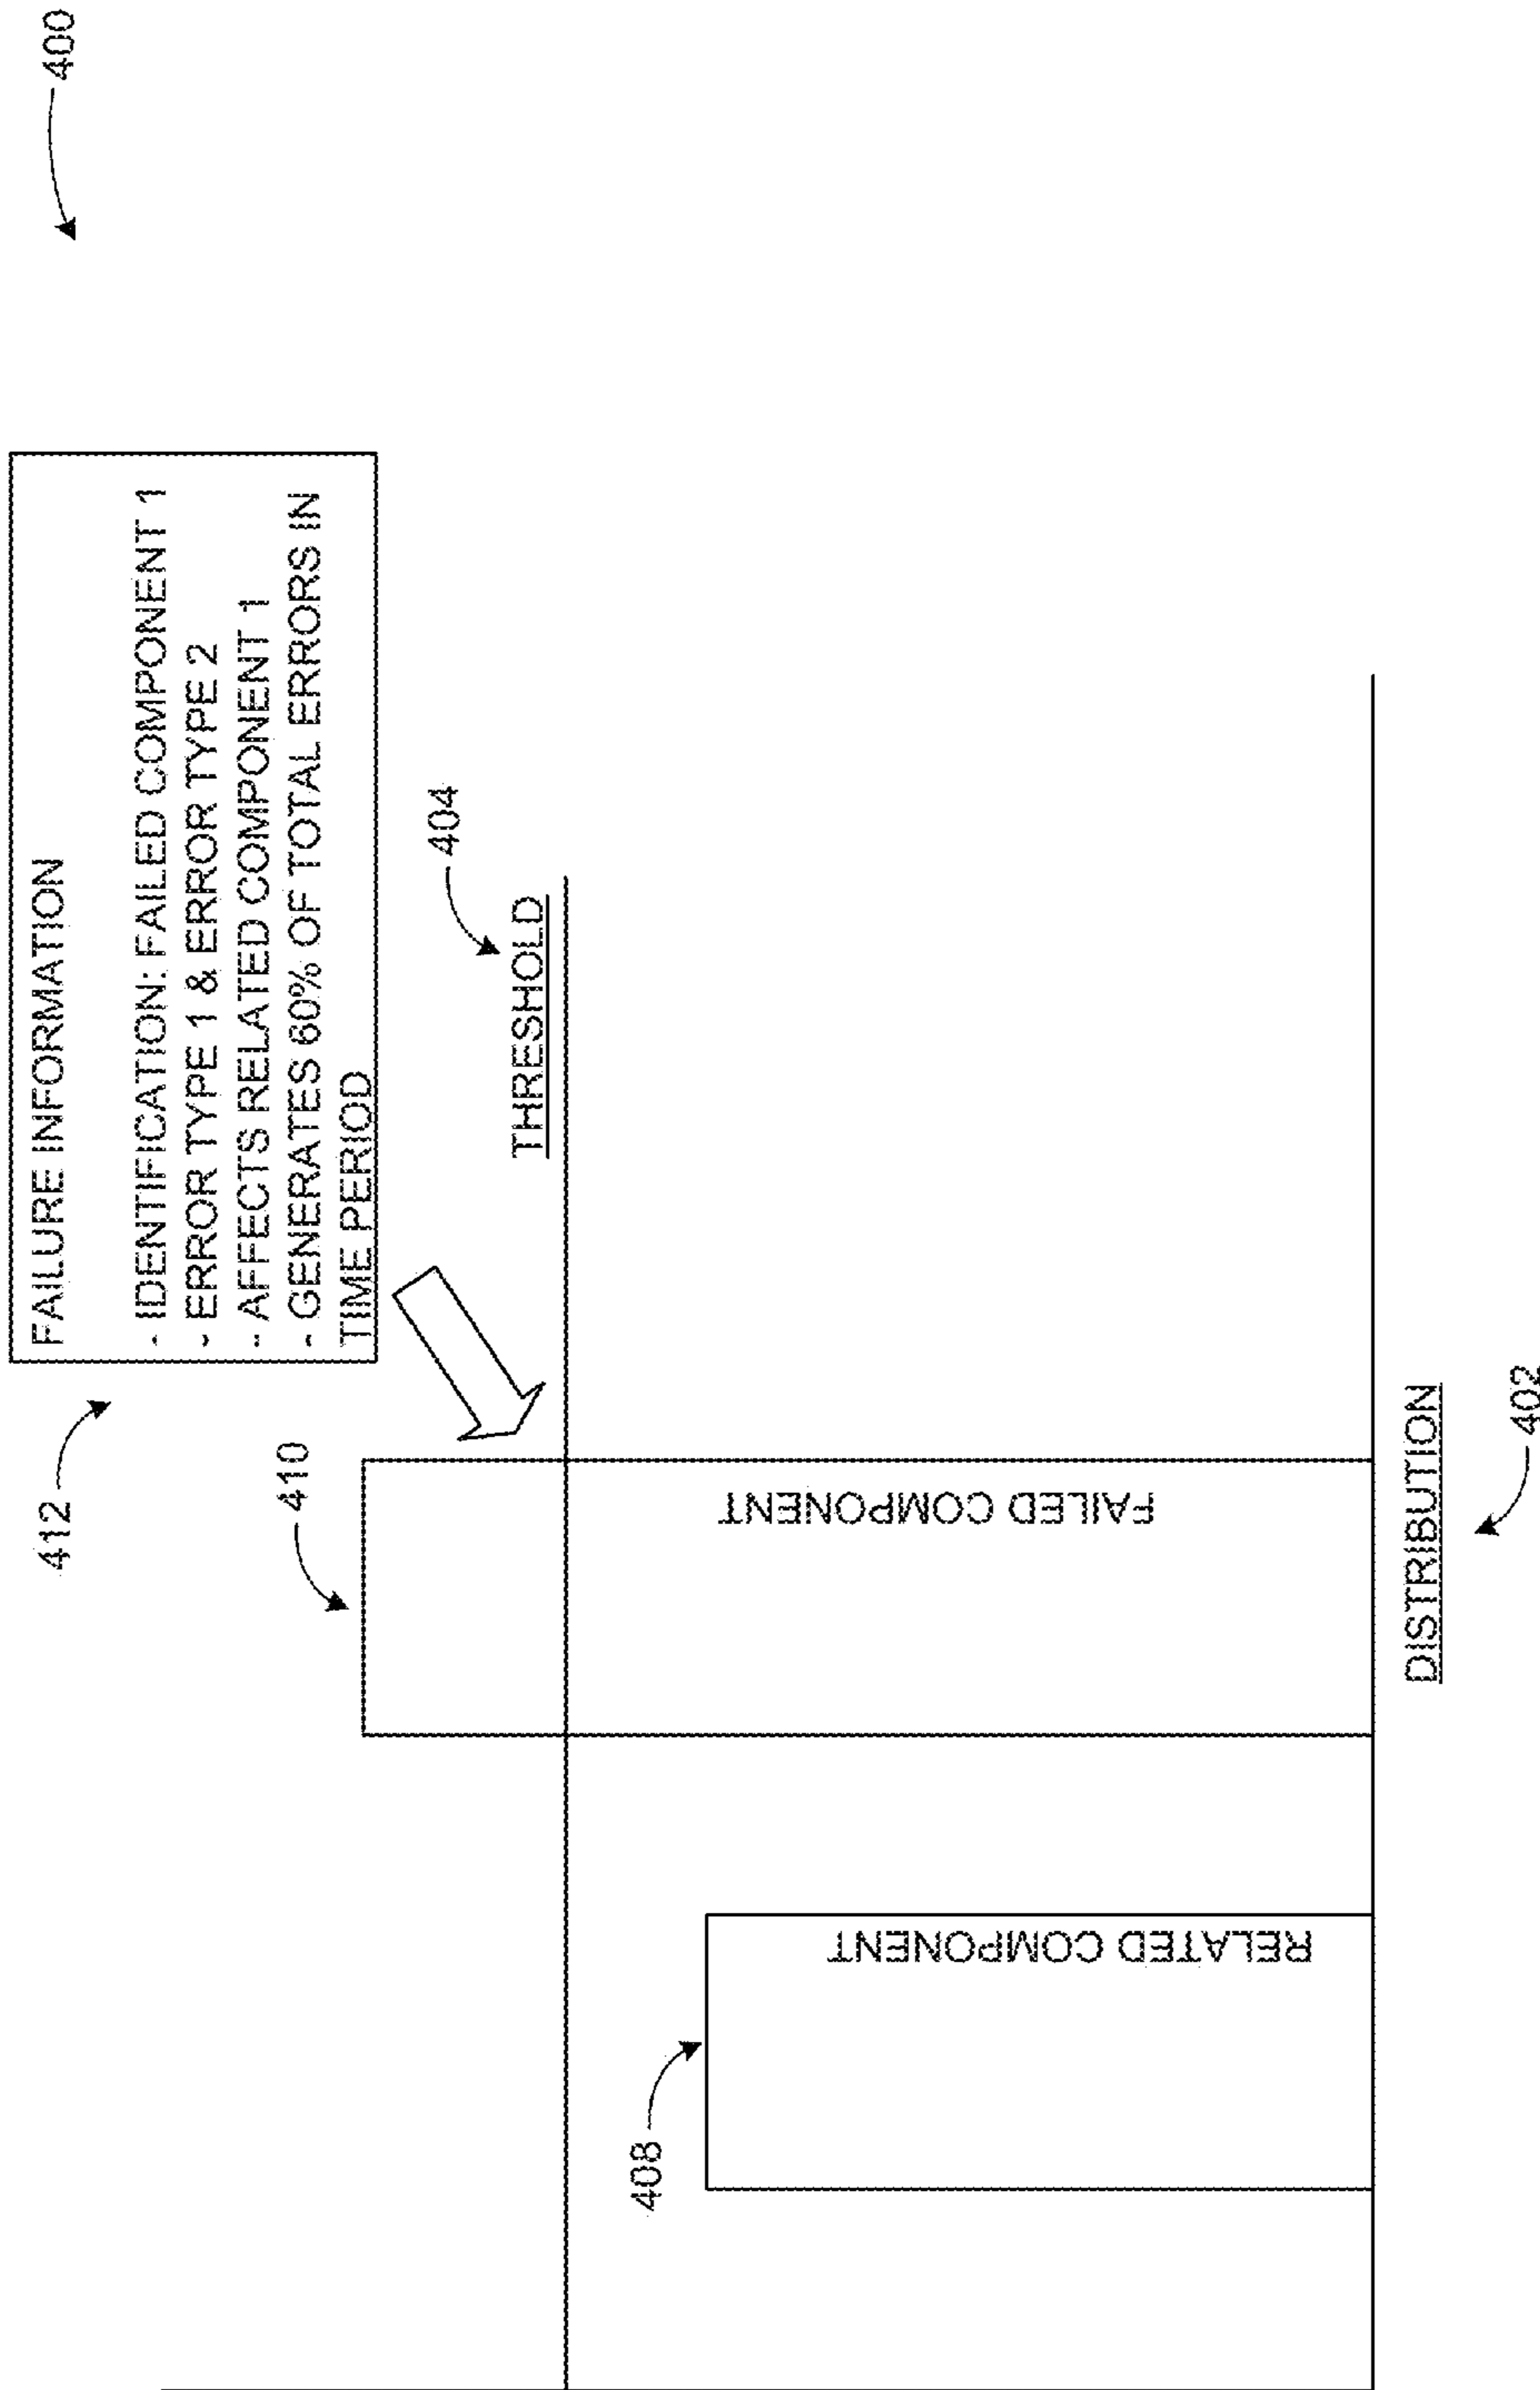 400
FAILURE INFORMATION
- IDENTIFICATION: FAILED COMPONENT 1
- ERROR TYPE 1 & ERROR TYPE 2
- AFFECTS RELATED COMPONENT 1
- GENERATES 60% OF TOTAL ERRORS IN
TIME PERIOD
412
410
404
THRESHOLD
408
RELATED COMPONENT
FAILED COMPONENT
DISTRIBUTION
402